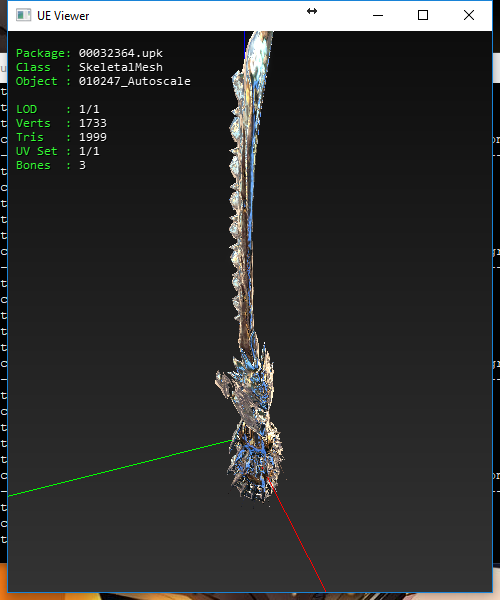 UE Viewer
Package: 00032364.upk
Class  : SkeletalMesh
Object : 010247_Autoscale
LOD    : 1/1
Verts  : 1733
Tris   : 1999
UV Set : 1/1
Bones  : 3